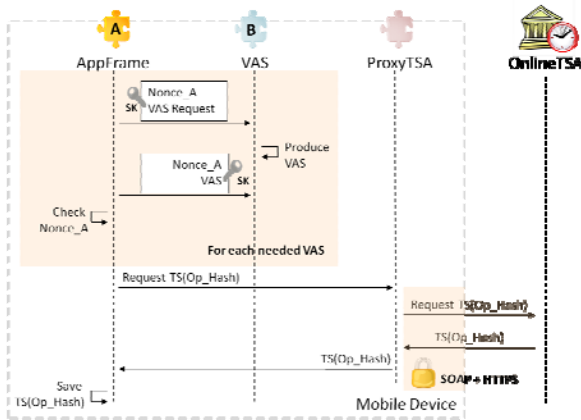 A
B
AppFrame
VAS
ProxyTSA
OnlineTSA
Nonce_A
SK
VAS Request
Produce
VAS
Nonce_A
VAS
SK
Check
Nonce_A
For each needed VAS
Request TS(Op_Hash)
Request TS(Op_Hash)
TS(Op_Hash)
TS(Op_Hash)
SOAP + HTTPS
Save
TS(Op_Hash)
Mobile Device